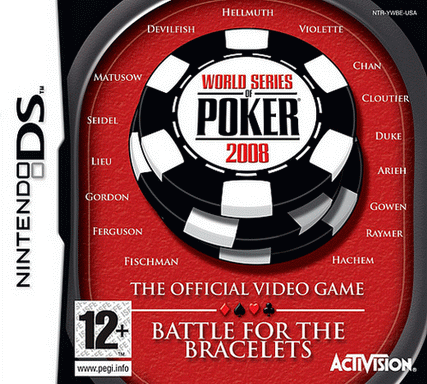 NTR-YWBE-USA
Hellmuth
Devilfish
Violette
Matusow
Chan
Cloutier
Seidel
Duke
Lieu
Arieh
Gordon
Gowen
Ferguson
Raymer
Fischman
Hachem
WORLD SERIES
OF
POKER
2008
THE OFFICIAL VIDEO GAME
BATTLE FOR THE
BRACELETS
NINTENDO DS™
12+
™
www.pegi.info
ACTIVISION.